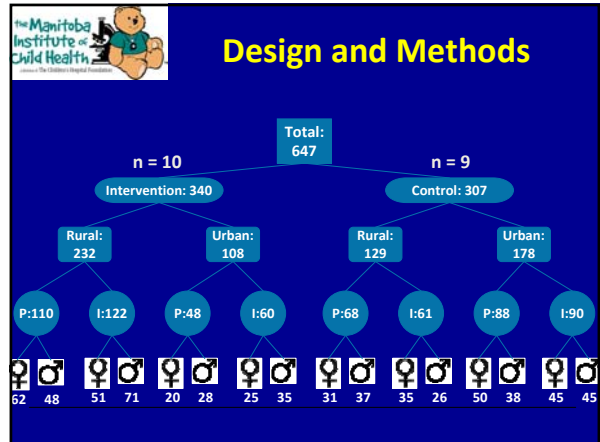 the Manitoba
Institute of
Child Health
Design and Methods
Total:
647
n = 10
n = 9
Intervention: 340
Control: 307
Rural:
232
Urban:
108
Rural:
129
Urban:
178
P:110
I:122
P:48
I:60
P:68
I:61
P:88
I:90
♀ ♂ ♀ ♂ ♀ ♂ ♀ ♂ ♀ ♂ ♀ ♂ ♀ ♂ ♀ ♂
62 48 51 71 20 28 25 35 31 37 35 26 50 38 45 45